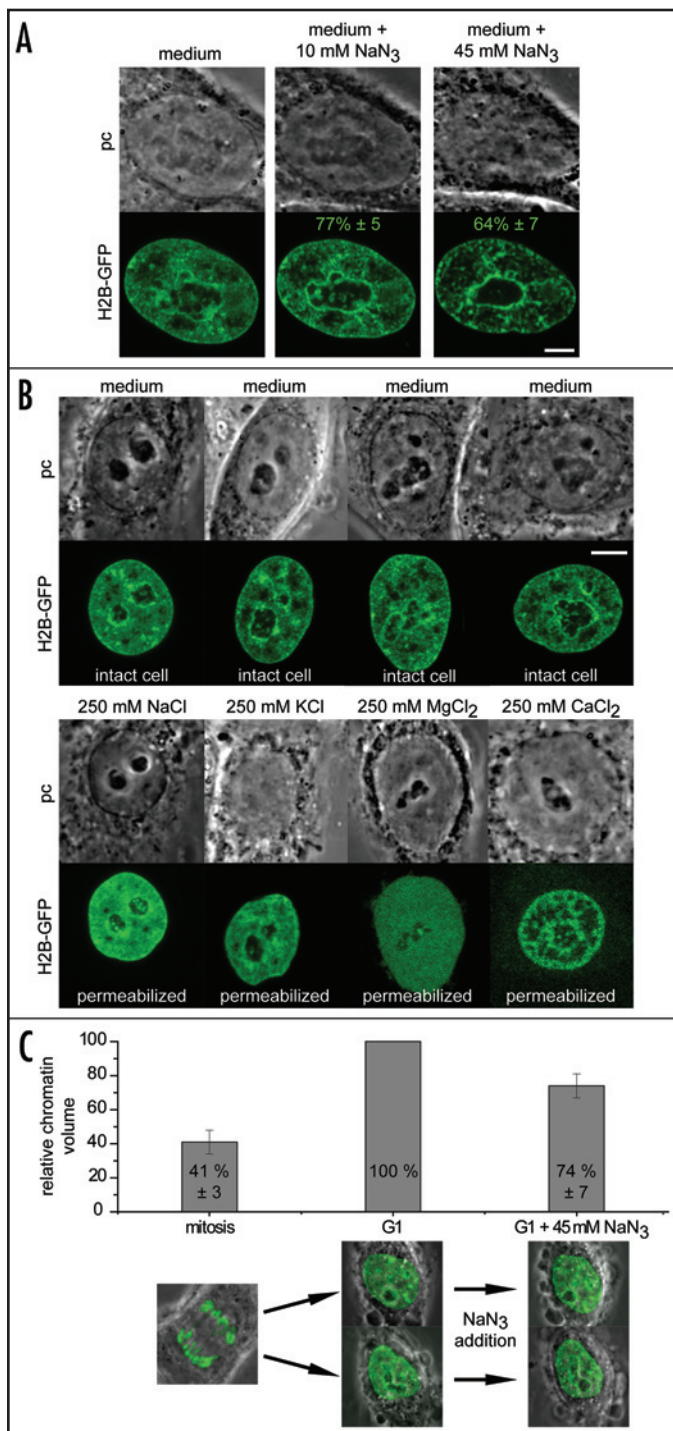 A
medium
medium +
10 mM NaN₃
medium +
45 mM NaN₃
pc
H2B-GFP
77% ± 5
64% ± 7
B
medium
medium
medium
medium
pc
H2B-GFP
intact cell
intact cell
intact cell
intact cell
250 mM NaCl
250 mM KCl
250 mM MgCl₂
250 mM CaCl₂
pc
H2B-GFP
permeabilized
permeabilized
permeabilized
permeabilized
C
relative chromatin
volume
100
80
60
40
20
0
41 %
± 3
100 %
74 %
± 7
mitosis
G1
G1 + 45 mM NaN₃
NaN₃
addition